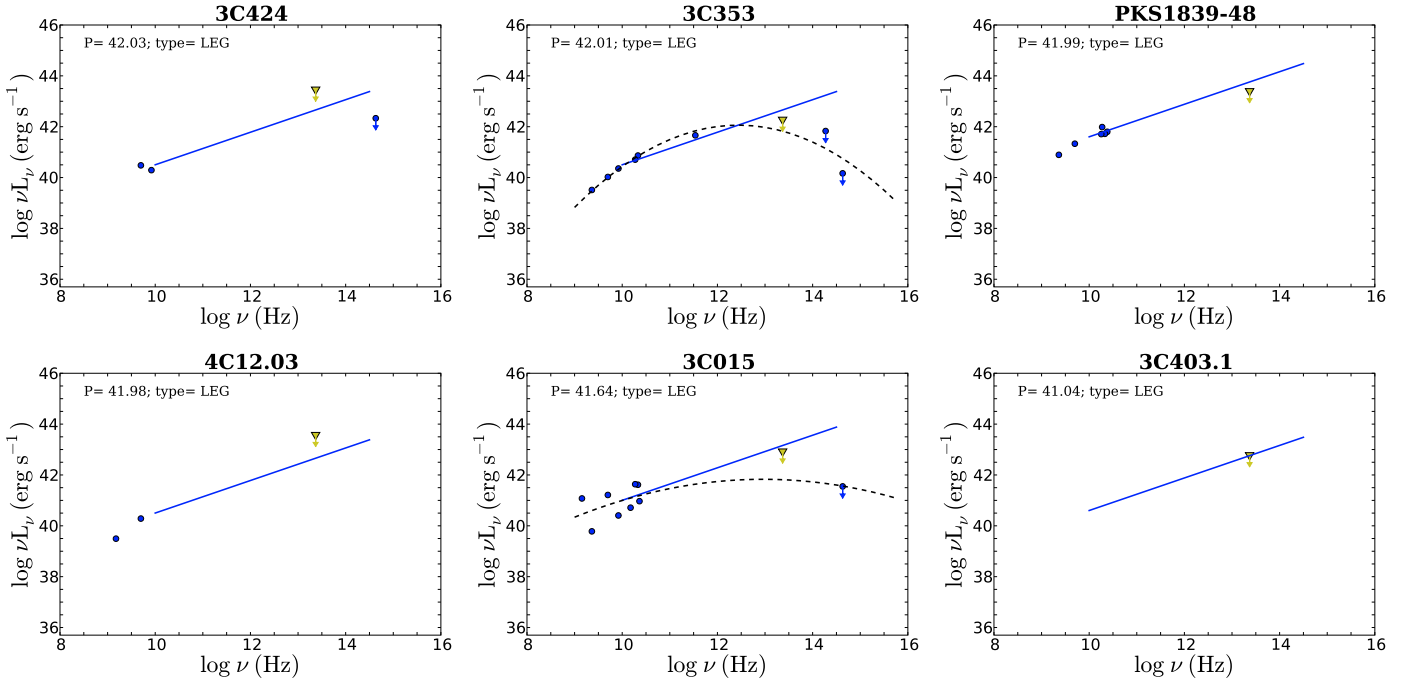 3C424
P= 42.03; type= LEG
46
44
42
40
38
36
log νLν (erg s⁻¹)
8 10 12 14 16
log ν (Hz)
3C353
P= 42.01; type= LEG
46
44
42
40
38
36
log νLν (erg s⁻¹)
8 10 12 14 16
log ν (Hz)
PKS1839-48
P= 41.99; type= LEG
46
44
42
40
38
36
log νLν (erg s⁻¹)
8 10 12 14 16
log ν (Hz)
4C12.03
P= 41.98; type= LEG
46
44
42
40
38
36
log νLν (erg s⁻¹)
8 10 12 14 16
log ν (Hz)
3C015
P= 41.64; type= LEG
46
44
42
40
38
36
log νLν (erg s⁻¹)
8 10 12 14 16
log ν (Hz)
3C403.1
P= 41.04; type= LEG
46
44
42
40
38
36
log νLν (erg s⁻¹)
8 10 12 14 16
log ν (Hz)